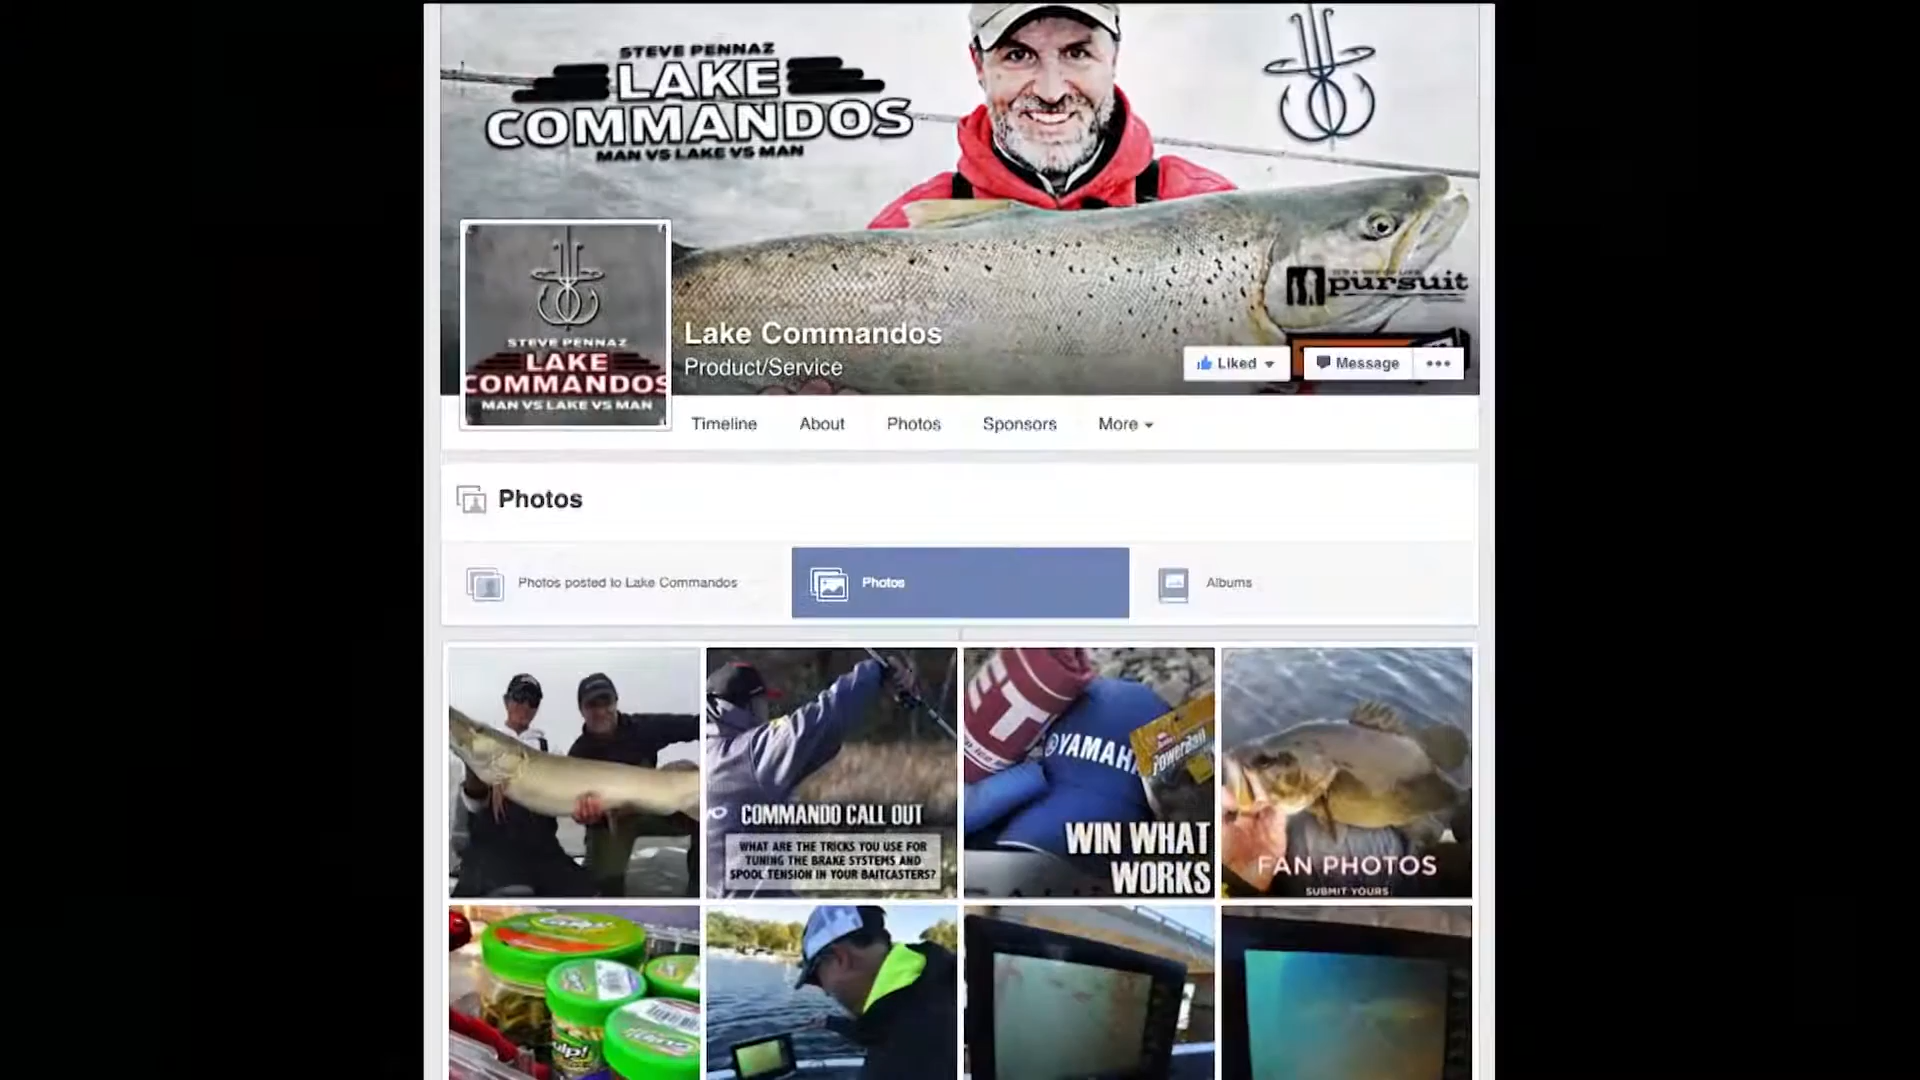 STEVE PENNAZ
LAKE
COMMANDOS
MAN VS LAKE VS MAN
pursuit
STEVE PENNAZ
LAKE
COMMANDOS
MAN VS LAKE VS MAN
Lake Commandos
Product/Service
Liked
Message
Timeline
About
Photos
Sponsors
More
Photos
Photos posted to Lake Commandos
Photos
Albums
COMMANDO CALL OUT
WHAT ARE THE TRICKS YOU USE FOR
TUNING THE BRAKE SYSTEMS AND
SPOOL TENSION IN YOUR BAITCASTERS?
ET
YAMAHA
PowerBait
WIN WHAT
WORKS
FAN PHOTOS
SUBMIT YOURS